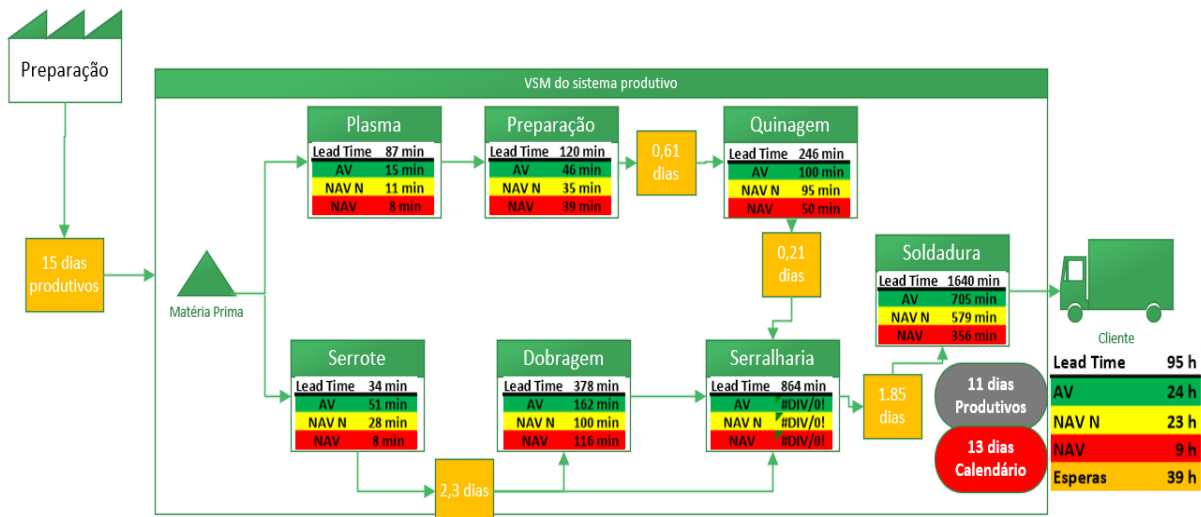 Preparação
15 dias
produtivos
VSM do sistema produtivo
Matéria Prima
Plasma
Lead Time 87 min
AV 15 min
NAV N 11 min
NAV 8 min
Preparação
Lead Time 120 min
AV 46 min
NAV N 35 min
NAV 39 min
0,61
dias
Quinagem
Lead Time 246 min
AV 100 min
NAV N 95 min
NAV 50 min
0,21
dias
Serrote
Lead Time 34 min
AV 51 min
NAV N 28 min
NAV 8 min
2,3 dias
Dobragem
Lead Time 378 min
AV 162 min
NAV N 100 min
NAV 116 min
Serralharia
Lead Time 864 min
AV #DIV/0!
NAV N #DIV/0!
NAV #DIV/0!
1.85
dias
Soldadura
Lead Time 1640 min
AV 705 min
NAV N 579 min
NAV 356 min
Cliente
11 dias
Produtivos
13 dias
Calendário
Lead Time 95 h
AV 24 h
NAV N 23 h
NAV 9 h
Esperas 39 h